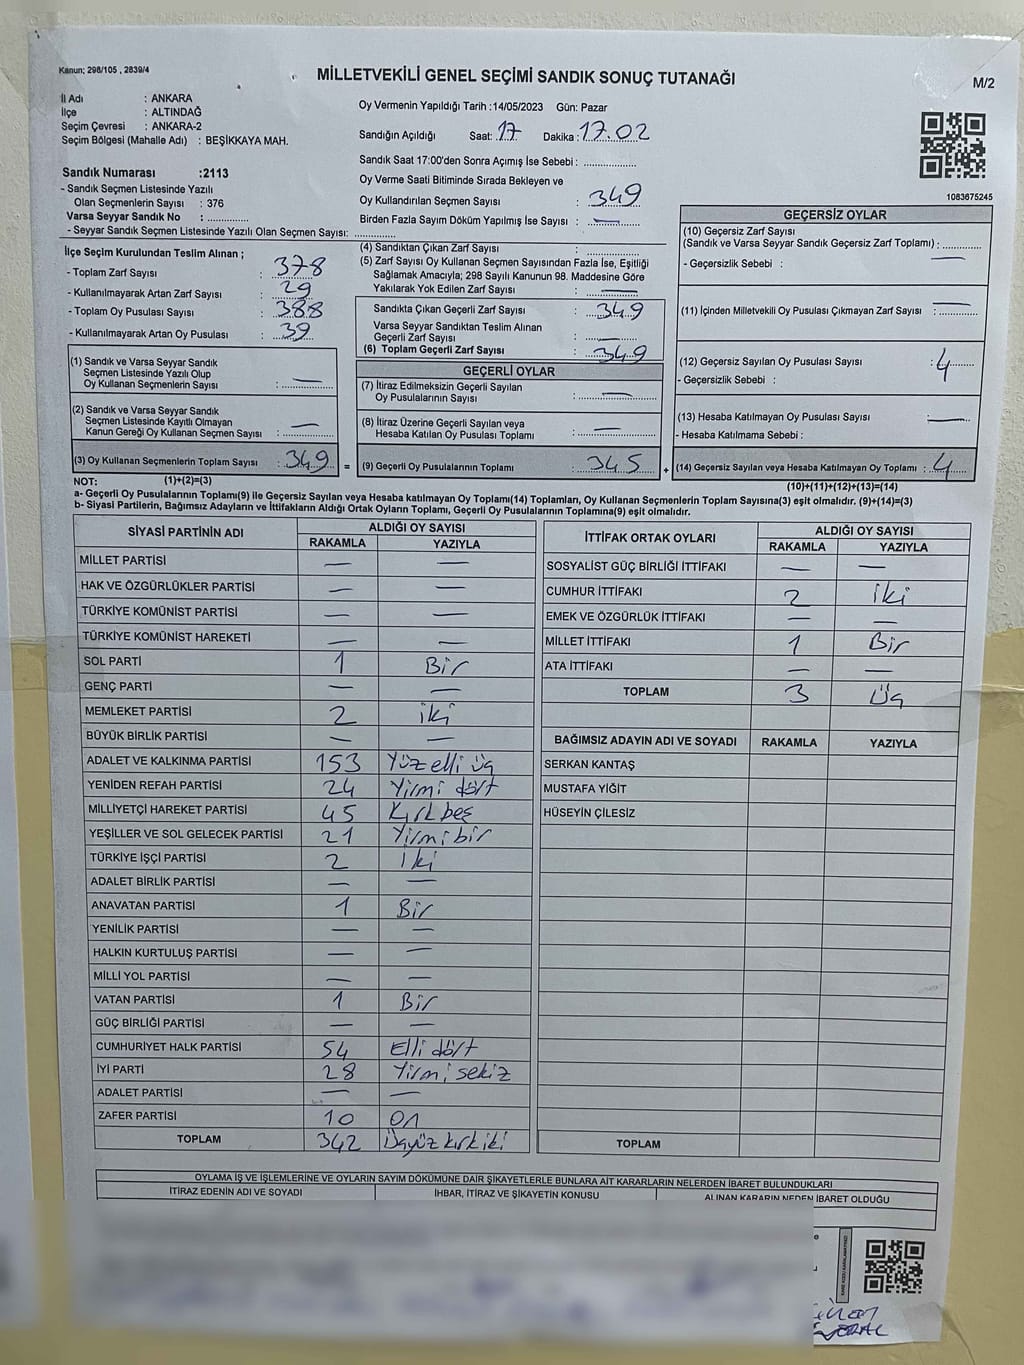 Kanun; 298/105 , 2839/4
MİLLETVEKİLİ GENEL SEÇİMİ SANDIK SONUÇ TUTANAĞI
M/2
İl Adı : ANKARA
İlçe : ALTINDAĞ
Seçim Çevresi : ANKARA-2
Seçim Bölgesi (Mahalle Adı) : BEŞİKKAYA MAH.
Oy Vermenin Yapıldığı Tarih :14/05/2023 Gün: Pazar
Sandığın Açıldığı Saat: 17 Dakika: 17.02
Sandık Saat 17:00'den Sonra Açımış İse Sebebi : ..............
Oy Verme Saati Bitiminde Sırada Bekleyen ve
Oy Kullandırılan Seçmen Sayısı : 349
Birden Fazla Sayım Döküm Yapılmış İse Sayısı : —
Sandık Numarası :2113
- Sandık Seçmen Listesinde Yazılı
Olan Seçmenlerin Sayısı : 376
Varsa Seyyar Sandık No : ..............
- Seyyar Sandık Seçmen Listesinde Yazılı Olan Seçmen Sayısı: ..............
1083675245
İlçe Seçim Kurulundan Teslim Alınan ;
- Toplam Zarf Sayısı : 378
- Kullanılmayarak Artan Zarf Sayısı : 29
- Toplam Oy Pusulası Sayısı : 388
- Kullanılmayarak Artan Oy Pusulası : 39
(4) Sandıktan Çıkan Zarf Sayısı : ..............
(5) Zarf Sayısı Oy Kullanan Seçmen Sayısından Fazla İse, Eşitliği
Sağlamak Amacıyla; 298 Sayılı Kanunun 98. Maddesine Göre
Yakılarak Yok Edilen Zarf Sayısı : —
Sandıkta Çıkan Geçerli Zarf Sayısı : 349
Varsa Seyyar Sandıktan Teslim Alınan
Geçerli Zarf Sayısı : —
(6) Toplam Geçerli Zarf Sayısı : 349
GEÇERSİZ OYLAR
(10) Geçersiz Zarf Sayısı
(Sandık ve Varsa Seyyar Sandık Geçersiz Zarf Toplamı) : ..............
- Geçersizlik Sebebi : —
(11) İçinden Milletvekili Oy Pusulası Çıkmayan Zarf Sayısı : —
(12) Geçersiz Sayılan Oy Pusulası Sayısı : 4
- Geçersizlik Sebebi :
(13) Hesaba Katılmayan Oy Pusulası Sayısı : —
- Hesaba Katılmama Sebebi :
(14) Geçersiz Sayılan veya Hesaba Katılmayan Oy Toplamı : 4
(1) Sandık ve Varsa Seyyar Sandık
Seçmen Listesinde Yazılı Olup
Oy Kullanan Seçmenlerin Sayısı : —
(2) Sandık ve Varsa Seyyar Sandık
Seçmen Listesinde Kayıtlı Olmayan
Kanun Gereği Oy Kullanan Seçmen Sayısı : —
(3) Oy Kullanan Seçmenlerin Toplam Sayısı : 349 =
GEÇERLİ OYLAR
(7) İtiraz Edilmeksizin Geçerli Sayılan
Oy Pusulalarının Sayısı : —
(8) İtiraz Üzerine Geçerli Sayılan veya
Hesaba Katılan Oy Pusulası Toplamı : —
(9) Geçerli Oy Pusulalarının Toplamı : 345 +
NOT: (1)+(2)=(3) (10)+(11)+(12)+(13)=(14)
a- Geçerli Oy Pusulalarının Toplamı(9) ile Geçersiz Sayılan veya Hesaba katılmayan Oy Toplamı(14) Toplamları, Oy Kullanan Seçmenlerin Toplam Sayısına(3) eşit olmalıdır. (9)+(14)=(3)
b- Siyasi Partilerin, Bağımsız Adayların ve İttifakların Aldığı Ortak Oyların Toplamı, Geçerli Oy Pusulalarının Toplamına(9) eşit olmalıdır.
SİYASİ PARTİNİN ADI ALDIĞI OY SAYISI
RAKAMLA YAZIYLA
MİLLET PARTİSİ — —
HAK VE ÖZGÜRLÜKLER PARTİSİ — —
TÜRKİYE KOMÜNİST PARTİSİ — —
TÜRKİYE KOMÜNİST HAREKETİ — —
SOL PARTİ 1 Bir
GENÇ PARTİ — —
MEMLEKET PARTİSİ 2 iki
BÜYÜK BİRLİK PARTİSİ — —
ADALET VE KALKINMA PARTİSİ 153 Yüz elli üç
YENİDEN REFAH PARTİSİ 24 Yirmi dört
MİLLİYETÇİ HAREKET PARTİSİ 45 Kırk beş
YEŞİLLER VE SOL GELECEK PARTİSİ 21 Yirmi bir
TÜRKİYE İŞÇİ PARTİSİ 2 iki
ADALET BİRLİK PARTİSİ — —
ANAVATAN PARTİSİ 1 Bir
YENİLİK PARTİSİ — —
HALKIN KURTULUŞ PARTİSİ — —
MİLLİ YOL PARTİSİ — —
VATAN PARTİSİ 1 Bir
GÜÇ BİRLİĞİ PARTİSİ — —
CUMHURİYET HALK PARTİSİ 54 Elli dört
İYİ PARTİ 28 Yirmi sekiz
ADALET PARTİSİ — —
ZAFER PARTİSİ 10 On
TOPLAM 342 Üçyüz kırk iki
İTTİFAK ORTAK OYLARI ALDIĞI OY SAYISI
RAKAMLA YAZIYLA
SOSYALİST GÜÇ BİRLİĞİ İTTİFAKI — —
CUMHUR İTTİFAKI 2 iki
EMEK VE ÖZGÜRLÜK İTTİFAKI — —
MİLLET İTTİFAKI 1 Bir
ATA İTTİFAKI — —
TOPLAM 3 Üç
BAĞIMSIZ ADAYIN ADI VE SOYADI RAKAMLA YAZIYLA
SERKAN KANTAŞ
MUSTAFA YİĞİT
HÜSEYİN ÇİLESİZ
TOPLAM
OYLAMA İŞ VE İŞLEMLERİNE VE OYLARIN SAYIM DÖKÜMÜNE DAİR ŞİKAYETLERLE BUNLARA AİT KARARLARIN NELERDEN İBARET BULUNDUKLARI
İTİRAZ EDENİN ADI VE SOYADI İHBAR, İTİRAZ VE ŞİKAYETİN KONUSU ALINAN KARARIN NEDEN İBARET OLDUĞU